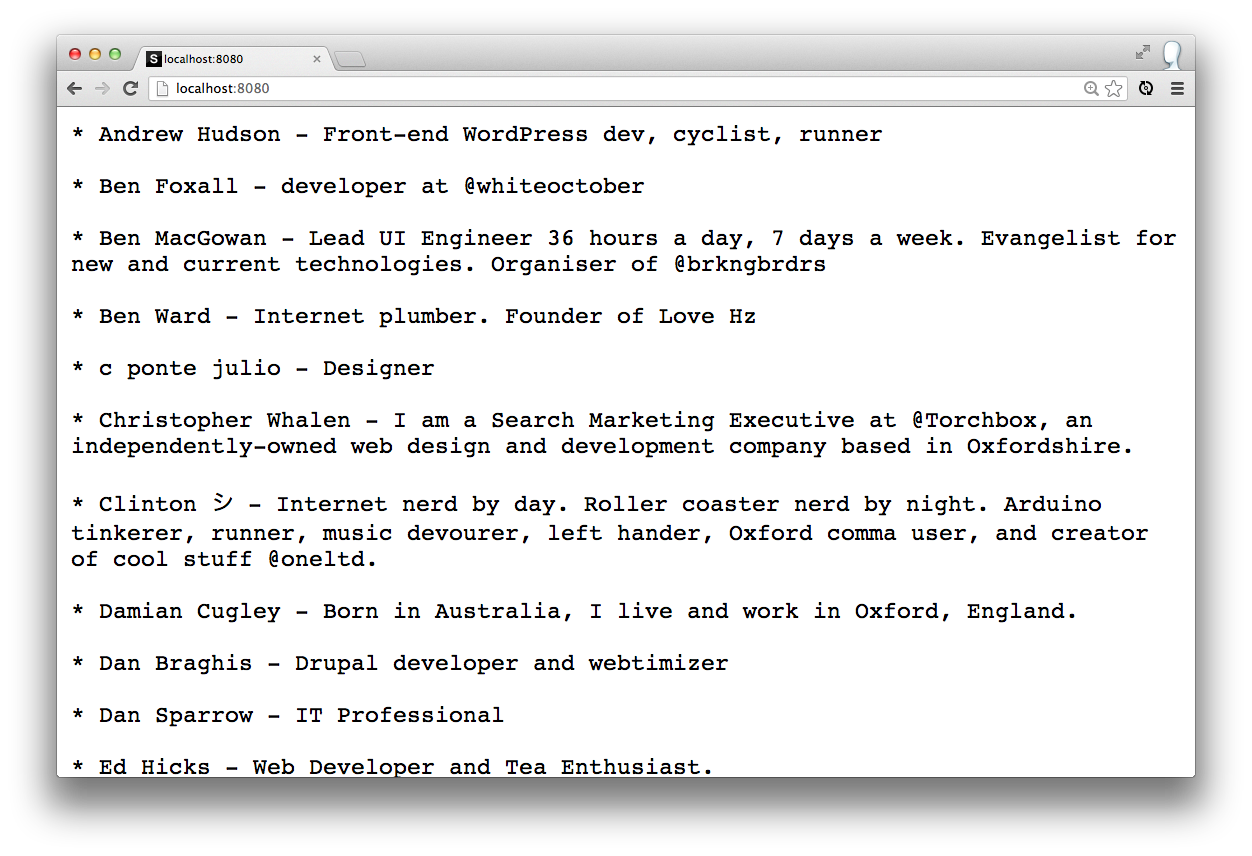 S localhost:8080
localhost:8080
* Andrew Hudson - Front-end WordPress dev, cyclist, runner
* Ben Foxall - developer at @whiteoctober
* Ben MacGowan - Lead UI Engineer 36 hours a day, 7 days a week. Evangelist for
new and current technologies. Organiser of @brkngbrdrs
* Ben Ward - Internet plumber. Founder of Love Hz
* c ponte julio - Designer
* Christopher Whalen - I am a Search Marketing Executive at @Torchbox, an
independently-owned web design and development company based in Oxfordshire.
* Clinton シ - Internet nerd by day. Roller coaster nerd by night. Arduino
tinkerer, runner, music devourer, left hander, Oxford comma user, and creator
of cool stuff @oneltd.
* Damian Cugley - Born in Australia, I live and work in Oxford, England.
* Dan Braghis - Drupal developer and webtimizer
* Dan Sparrow - IT Professional
* Ed Hicks - Web Developer and Tea Enthusiast.